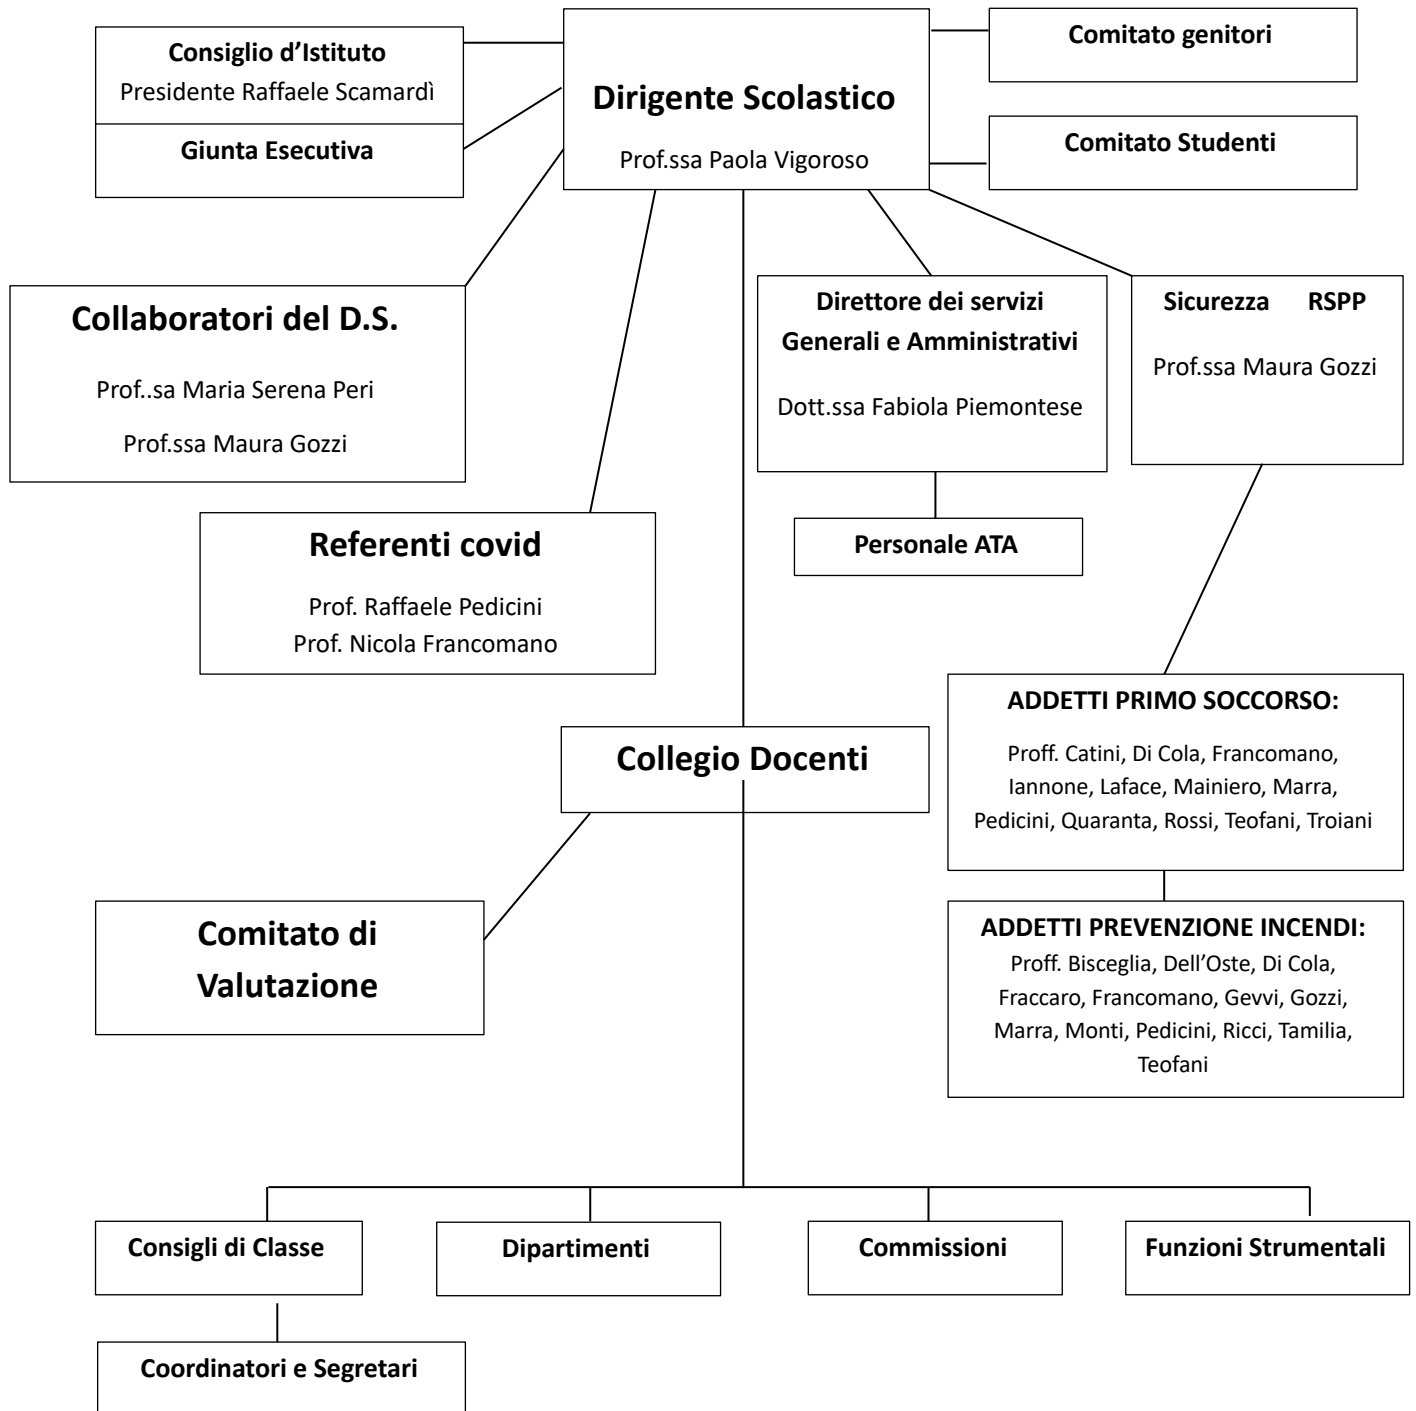 Consiglio d’Istituto
Presidente Raffaele Scamardì
Giunta Esecutiva
Dirigente Scolastico
Prof.ssa Paola Vigoroso
Comitato genitori
Comitato Studenti
Collaboratori del D.S.
Prof..sa Maria Serena Peri
Prof.ssa Maura Gozzi
Direttore dei servizi
Generali e Amministrativi
Dott.ssa Fabiola Piemontese
Sicurezza RSPP
Prof.ssa Maura Gozzi
Referenti covid
Prof. Raffaele Pedicini
Prof. Nicola Francomano
Personale ATA
ADDETTI PRIMO SOCCORSO:
Proff. Catini, Di Cola, Francomano,
Iannone, Laface, Mainiero, Marra,
Pedicini, Quaranta, Rossi, Teofani, Troiani
Collegio Docenti
Comitato di
Valutazione
ADDETTI PREVENZIONE INCENDI:
Proff. Bisceglia, Dell’Oste, Di Cola,
Fraccaro, Francomano, Gevvi, Gozzi,
Marra, Monti, Pedicini, Ricci, Tamilia,
Teofani
Consigli di Classe
Dipartimenti
Commissioni
Funzioni Strumentali
Coordinatori e Segretari